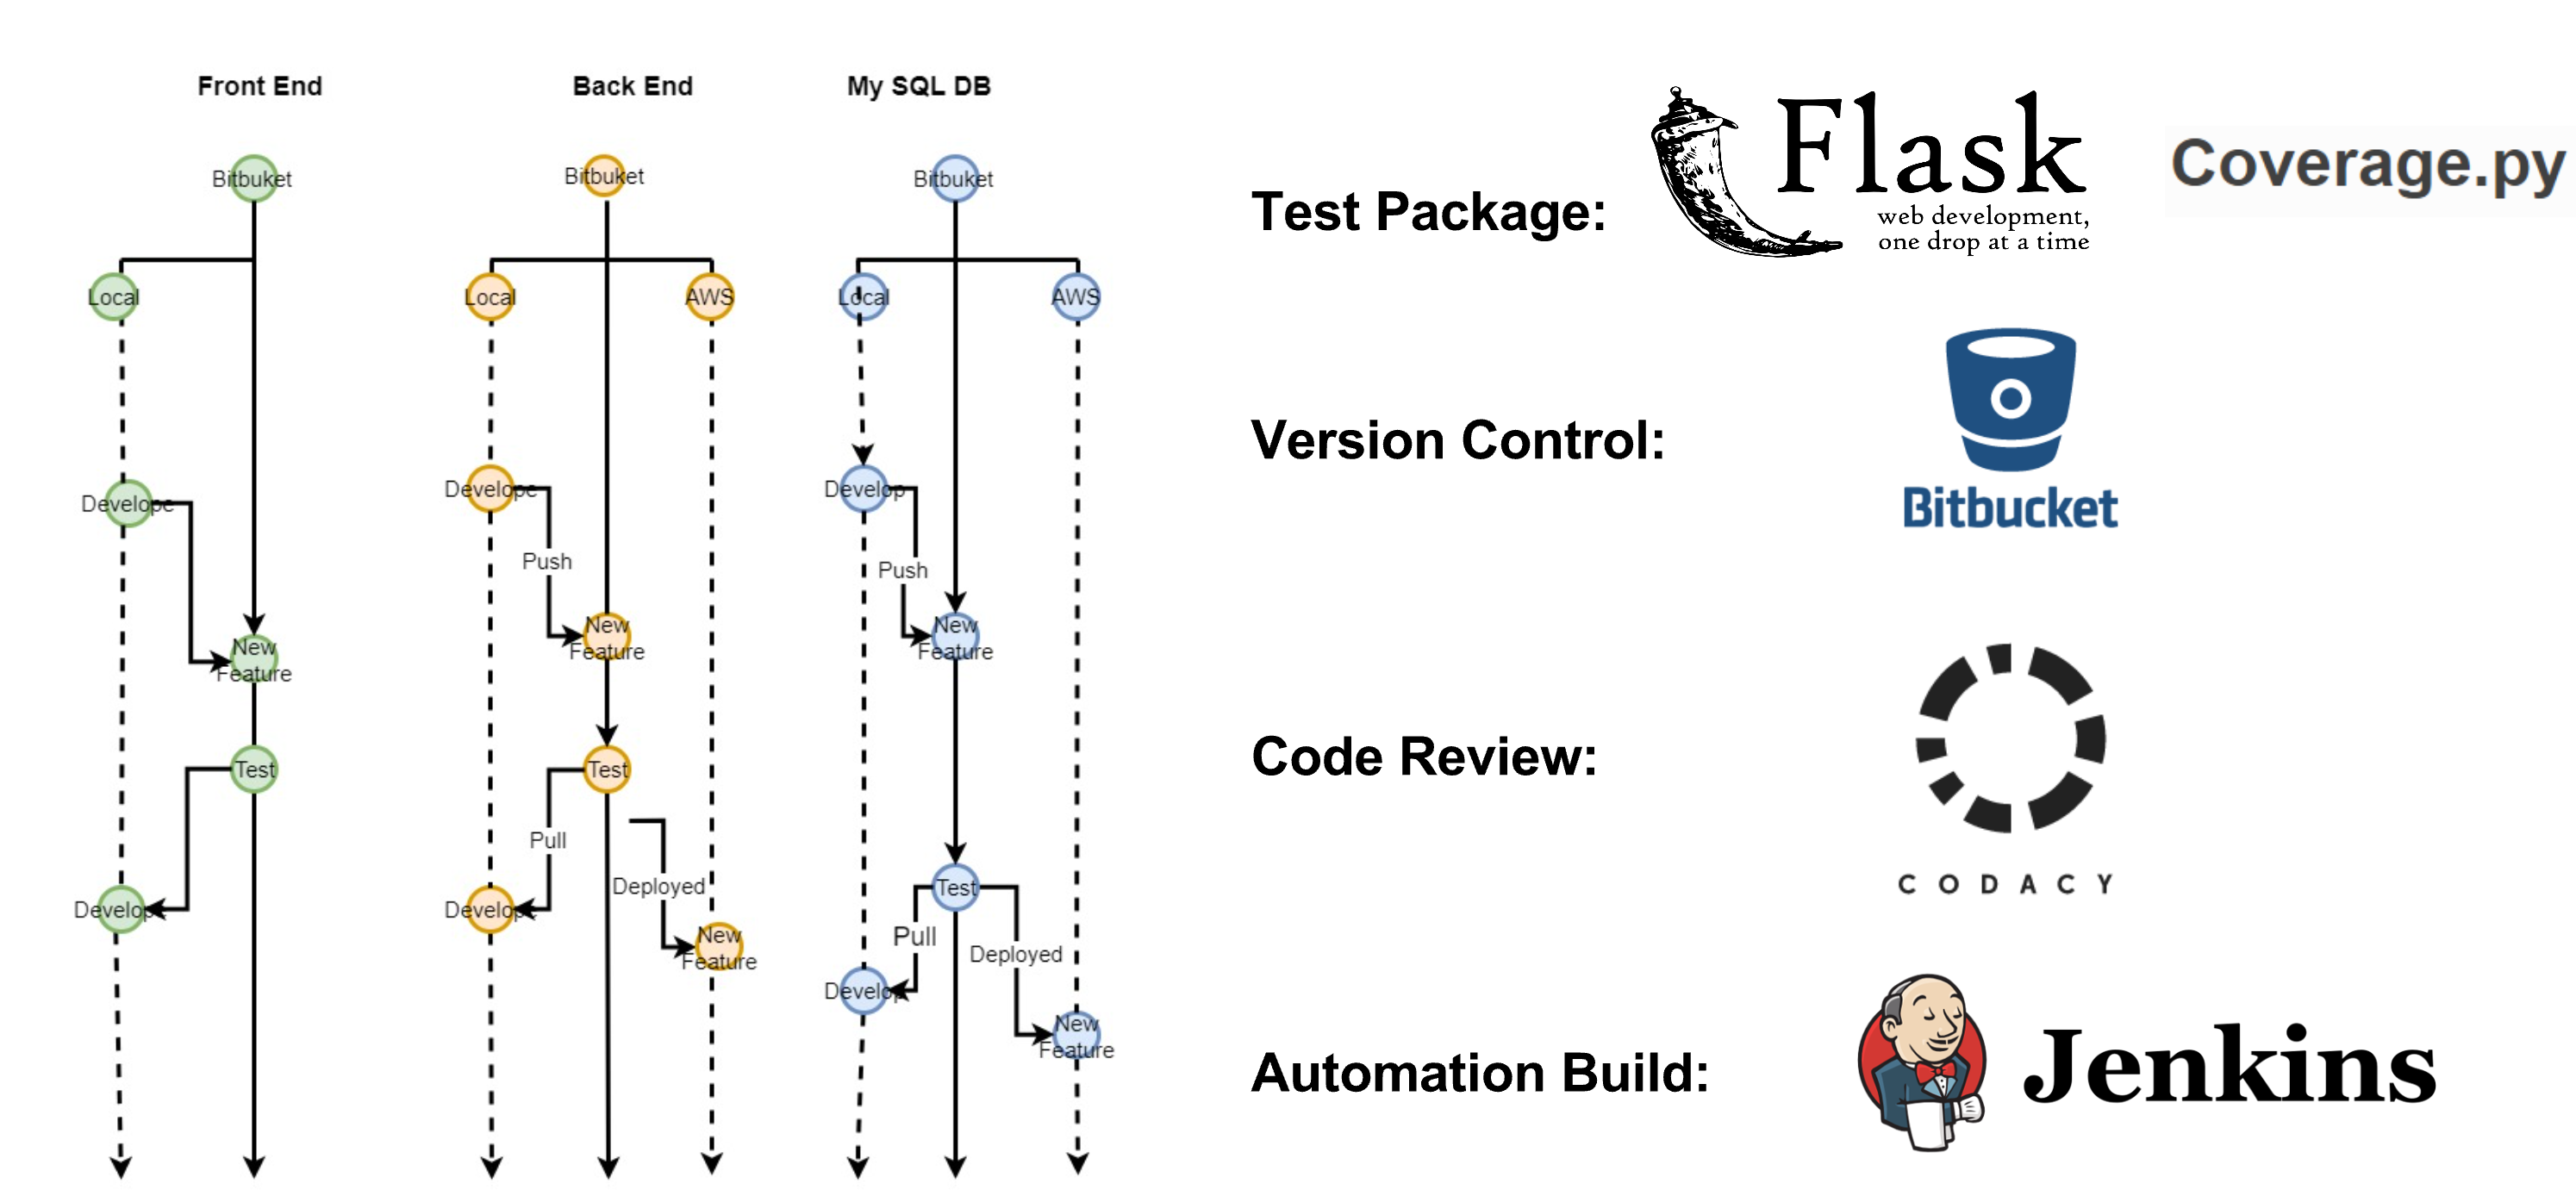 Front End
Bitbuket
Local
Develope
New
Feature
Test
Develope
Back End
Bitbuket
Local
AWS
Develope
Push
New
Feature
Test
Pull
Deployed
Develope
New
Feature
My SQL DB
Bitbuket
Local
AWS
Develop
Push
New
Feature
Test
Pull
Deployed
Develop
New
Feature
Test Package:
Flask
web development,
one drop at a time
Coverage.py
Version Control:
Bitbucket
Code Review:
CODACY
Automation Build:
Jenkins